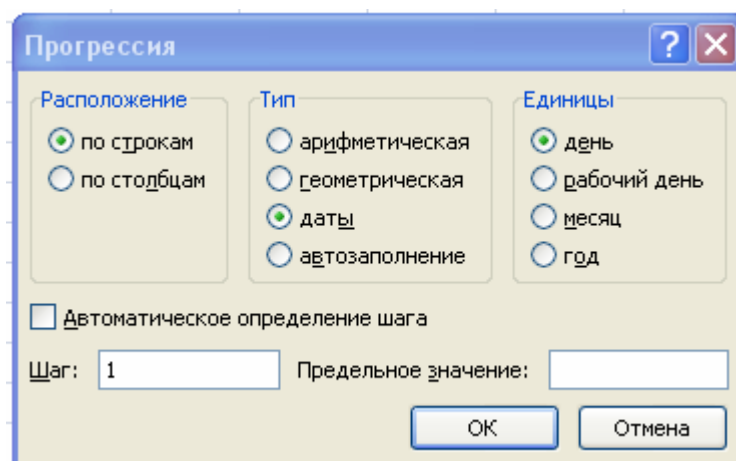 Прогрессия
Расположение
по строкам
по столбцам
Тип
арифметическая
геометрическая
даты
автозаполнение
Единицы
день
рабочий день
месяц
год
Автоматическое определение шага
Шаг: 1 Предельное значение:
ОК Отмена